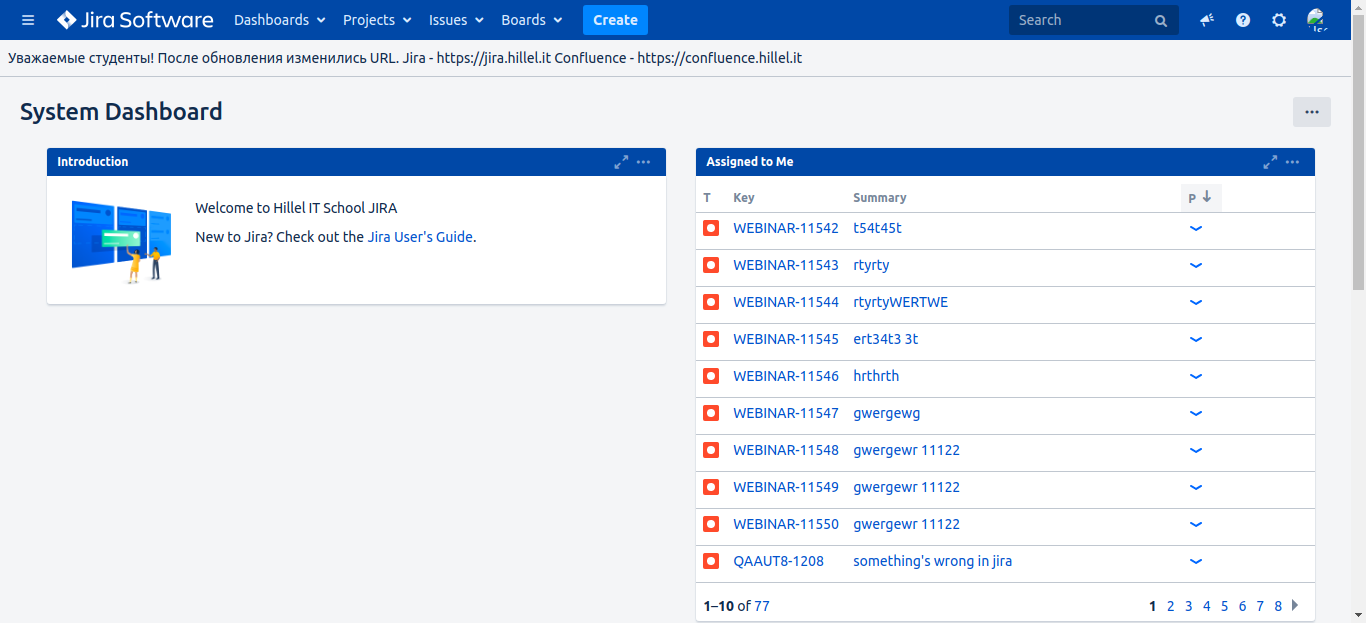 Jira Software Dashboards Projects Issues Boards Create Search
Уважаемые студенты! После обновления изменились URL. Jira - https://jira.hillel.it Confluence - https://confluence.hillel.it
System Dashboard
Introduction
Welcome to Hillel IT School JIRA
New to Jira? Check out the Jira User's Guide.
Assigned to Me
T Key Summary P
WEBINAR-11542 t54t45t
WEBINAR-11543 rtyrty
WEBINAR-11544 rtyrtyWERTWE
WEBINAR-11545 ert34t3 3t
WEBINAR-11546 hrthrth
WEBINAR-11547 gwergewg
WEBINAR-11548 gwergewr 11122
WEBINAR-11549 gwergewr 11122
WEBINAR-11550 gwergewr 11122
QAAUT8-1208 something's wrong in jira
1–10 of 77 1 2 3 4 5 6 7 8